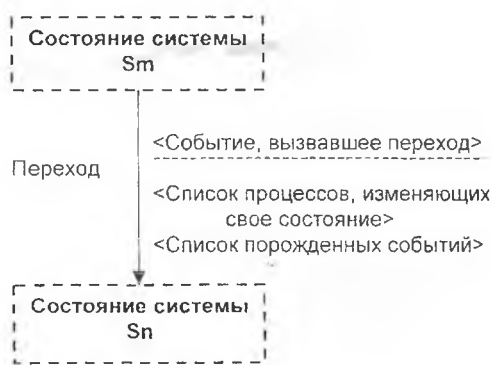 Состояние системы
Sm
<Событие, вызвавшее переход>
Переход
<Список процессов, изменяющих
свое состояние>
<Список порожденных событий>
Состояние системы
Sn